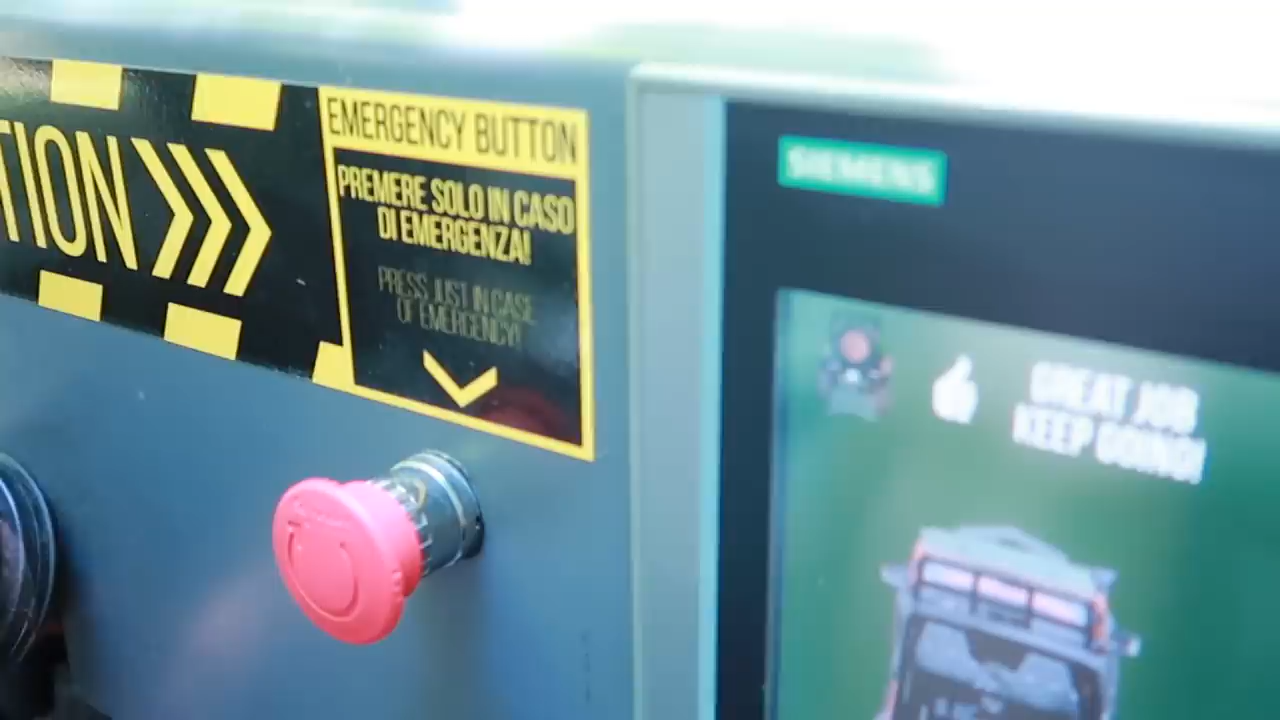 TION
EMERGENCY BUTTON
PREMERE SOLO IN CASO
DI EMERGENZA!
PRESS JUST IN CASE
OF EMERGENCY!
SIEMENS
GREAT JOB
KEEP GOING!